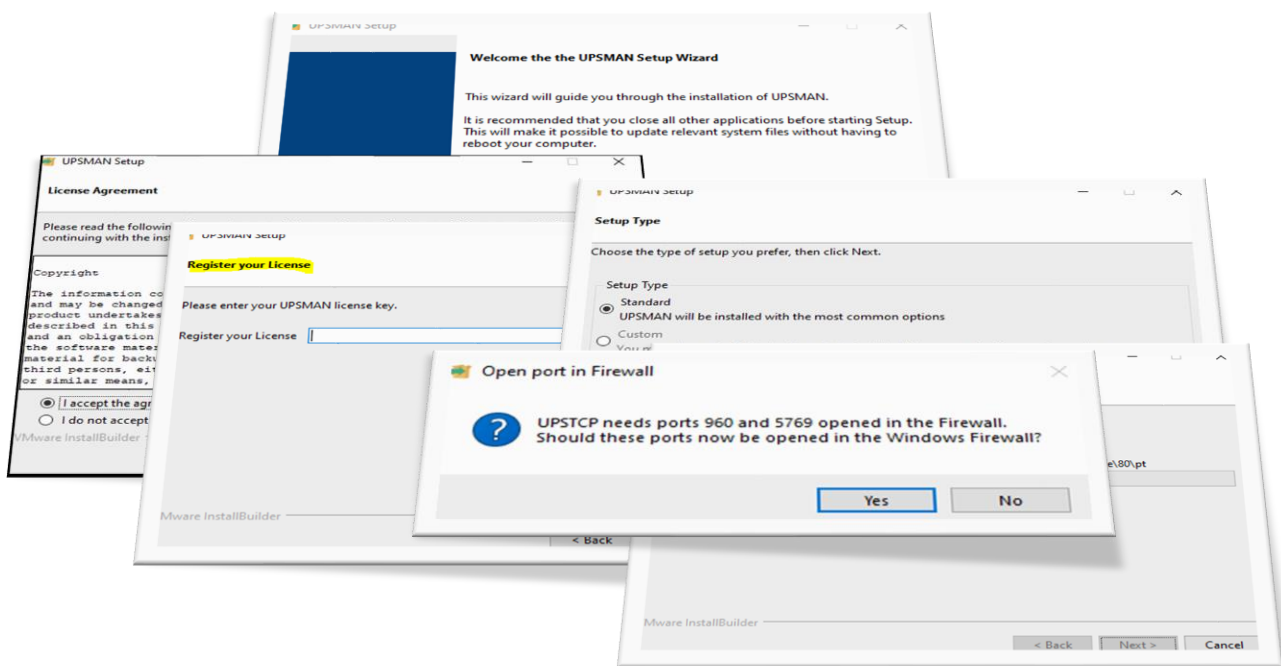 UPSMAN Setup
Welcome the the UPSMAN Setup Wizard
This wizard will guide you through the installation of UPSMAN.
It is recommended that you close all other applications before starting Setup.
This will make it possible to update relevant system files without having to
reboot your computer.
UPSMAN Setup
License Agreement
Please read the followin
continuing with the ins
Copyright
The information co
and may be changed
product undertakes
described in this
and an obligation
the software mater
material for backu
third persons, eit
or similar means,
I accept the agr
I do not accept
VMware InstallBuilder
UPSMAN Setup
Register your License
Please enter your UPSMAN license key.
Register your License
Mware InstallBuilder
< Back
UPSMAN Setup
Setup Type
Choose the type of setup you prefer, then click Next.
Setup Type
Standard
UPSMAN will be installed with the most common options
Custom
Open port in Firewall
UPSTCP needs ports 960 and 5769 opened in the Firewall.
Should these ports now be opened in the Windows Firewall?
Yes No
e\80\pt
Mware InstallBuilder
< Back Next > Cancel